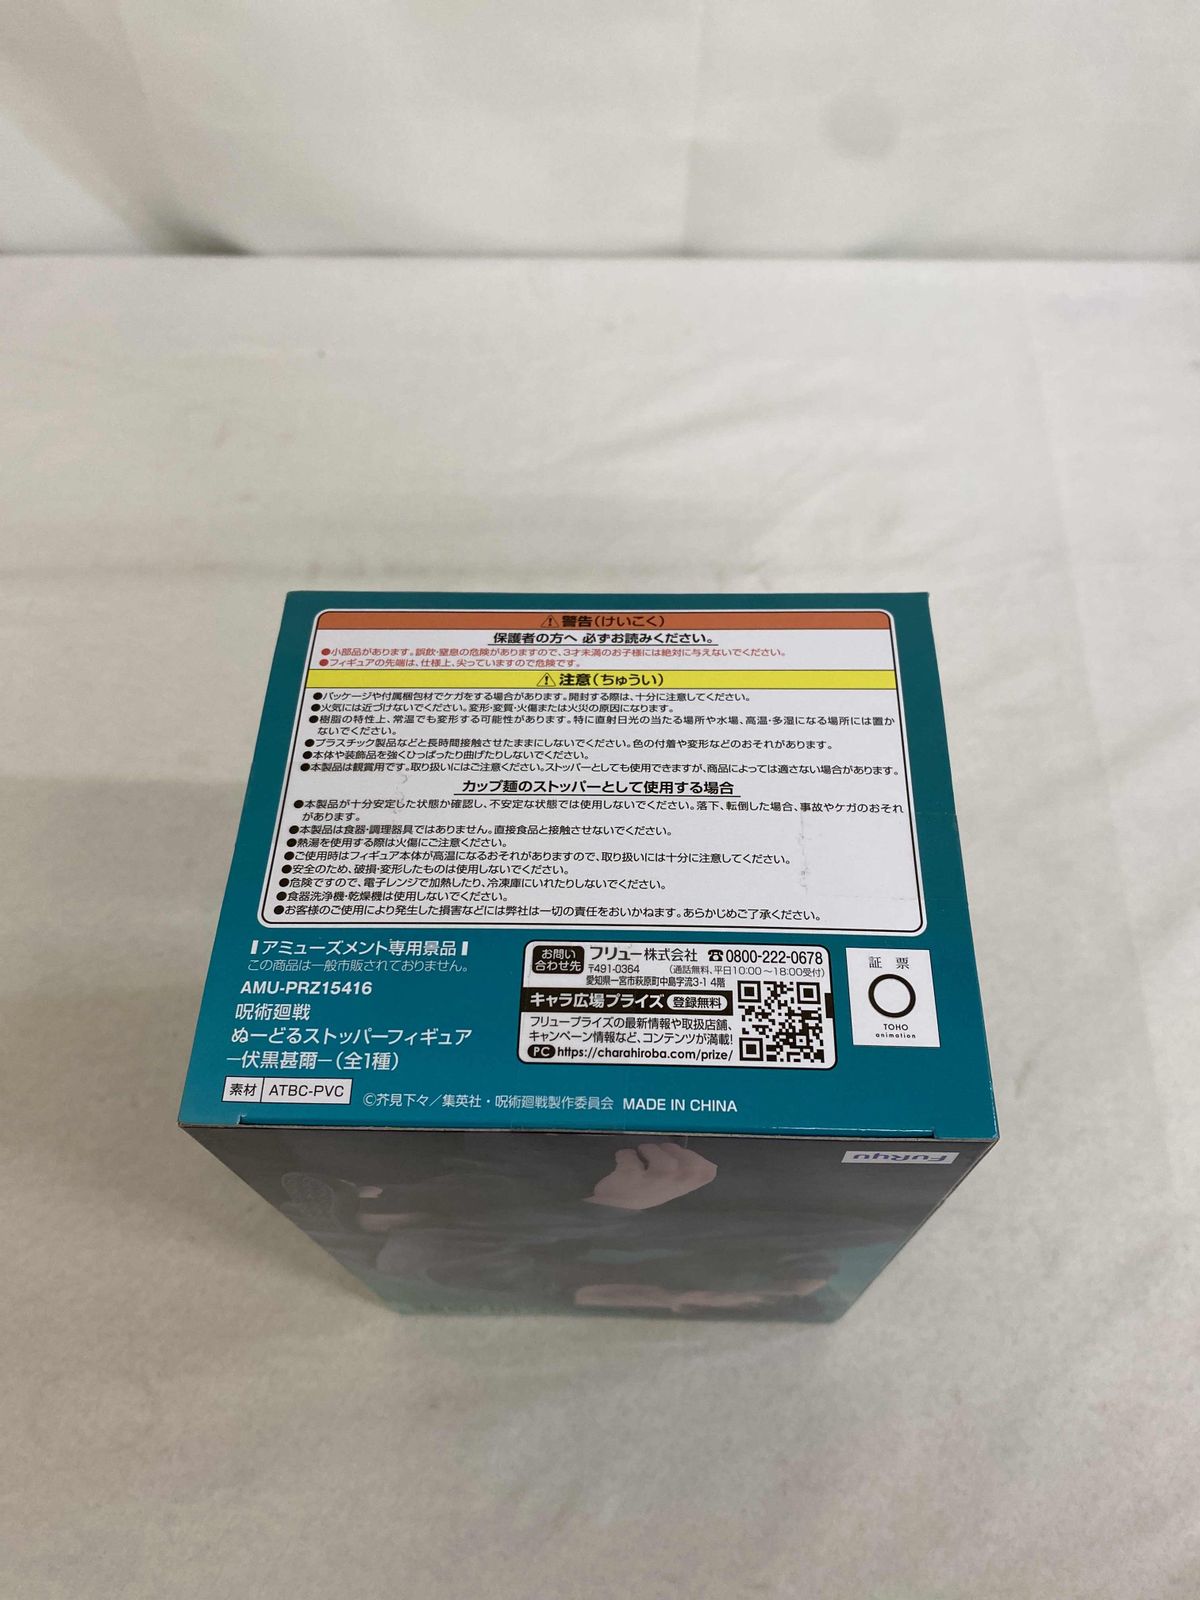 ⚠警告(けいこく)
保護者の方へ 必ずお読みください。
●小部品があります。誤飲・窒息の危険がありますので、3才未満のお子様には絶対に与えないでください。
●フィギュアの先端は、仕様上、尖っていますので危険です。
⚠注意(ちゅうい)
●パッケージや付属梱包材でケガをする場合があります。開封する際は、十分に注意してください。
●火気には近づけないでください。変形・変質・火傷または火災の原因になります。
●樹脂の特性上、常温でも変形する可能性があります。特に直射日光の当たる場所や水場、高温・多湿になる場所には置か
ないでください。
●プラスチック製品などと長時間接触させたままにしないでください。色の付着や変形などのおそれがあります。
●本体や装飾品を強くひっぱったり曲げたりしないでください。
●本製品は観賞用です。取り扱いにはご注意ください。ストッパーとしても使用できますが、商品によっては適さない場合があります。
カップ麺のストッパーとして使用する場合
●本製品が十分安定した状態か確認し、不安定な状態では使用しないでください。落下、転倒した場合、事故やケガのおそれ
があります。
●本製品は食器・調理器具ではありません。直接食品と接触させないでください。
●熱湯を使用する際は火傷にご注意ください。
●ご使用時はフィギュア本体が高温になるおそれがありますので、取り扱いには十分に注意してください。
●安全のため、破損・変形したものは使用しないでください。
●危険ですので、電子レンジで加熱したり、冷凍庫にいれたりしないでください。
●食器洗浄機・乾燥機は使用しないでください。
●お客様のご使用により発生した損害などには弊社は一切の責任をおいかねます。あらかじめご了承ください。
アミューズメント専用景品
この商品は一般市販されておりません。
AMU-PRZ15416
呪術廻戦
ぬーどるストッパーフィギュア
―伏黒甚爾―(全1種)
素材 ATBC-PVC
©芥見下々／集英社・呪術廻戦製作委員会 MADE IN CHINA
お問い
合わせ先
フリュー株式会社 ☎0800-222-0678
〒491-0364 (通話無料、平日10:00〜18:00受付)
愛知県一宮市萩原町中島字流3-1 4階
キャラ広場プライズ 登録無料
フリュープライズの最新情報や取扱店舗、
キャンペーン情報など、コンテンツが満載!
PC https://charahiroba.com/prize/
証票
TOHO
animation
FuRyu